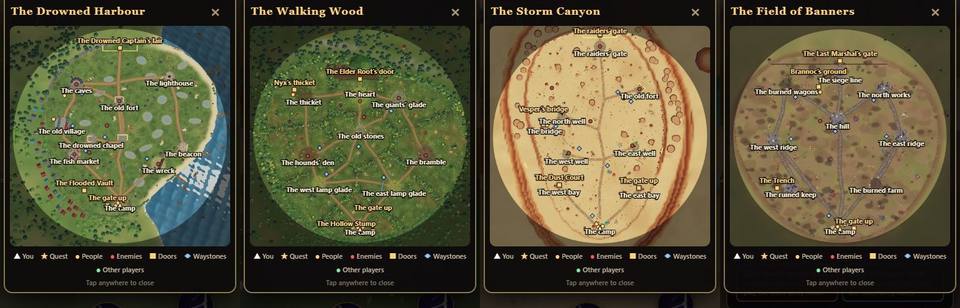 The Drowned Harbour
×
The Drowned Captain's lair
The lighthouse
The caves
The old fort
The old village
The drowned chapel
The beacon
The fish market
The wreck
The Flooded Vault
The gate up
The camp
You
Quest
People
Enemies
Doors
Waystones
Other players
Tap anywhere to close
The Walking Wood
×
The Elder Root's door
Nyx's thicket
The heart
The thicket
The giants' glade
The old stones
The hounds' den
The bramble
The west lamp glade
The east lamp glade
The gate up
The Hollow Stump
The camp
You
Quest
People
Enemies
Doors
Waystones
Other players
Tap anywhere to close
The Storm Canyon
×
The raiders' gate
The raiders' gate
The old fort
Vesper's bridge
The north well
The bridge
The east well
The west well
The Dust Court
The gate up
The west bay
The east bay
The camp
You
Quest
People
Enemies
Doors
Waystones
Other players
Tap anywhere to close
The Field of Banners
×
The Last Marshal's gate
Brannoc's ground
The siege line
The burned wagons
The north works
The hill
The east ridge
The west ridge
The Trench
The ruined keep
The burned farm
The gate up
The camp
You
Quest
People
Enemies
Doors
Waystones
Other players
Tap anywhere to close